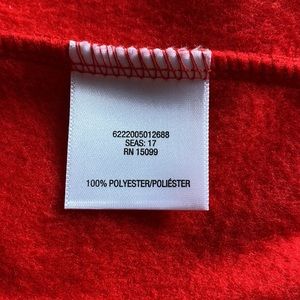 6222005012688
SEAS: 17
RN 15099
100% POLYESTER/POLIÉSTER